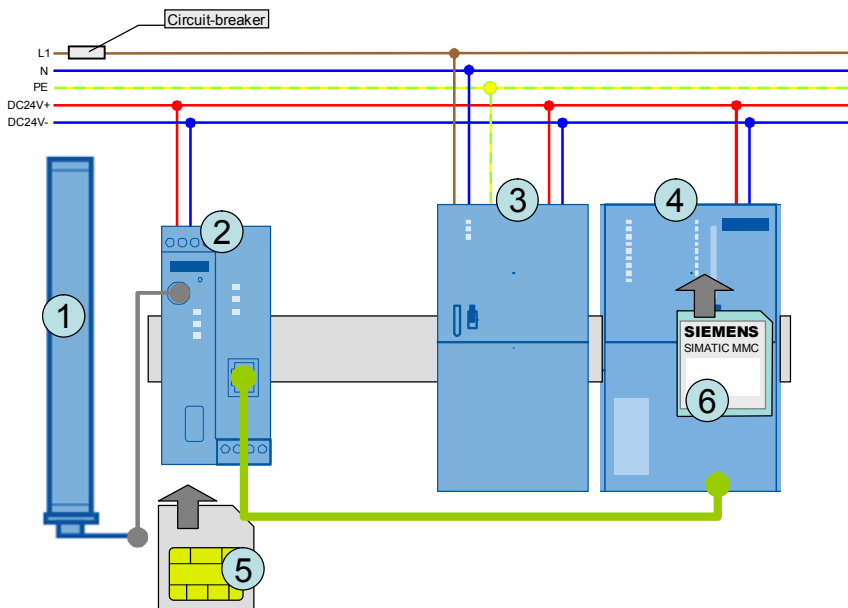 Circuit-breaker
L1
N
PE
DC24V+
DC24V-
1
2
3
4
SIEMENS
SIMATIC MMC
6
5